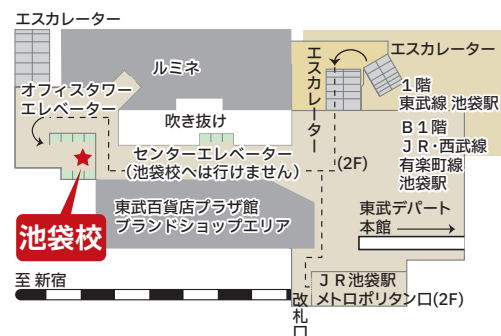 エスカレーター
ルミネ
エスカレーター
エスカレーター
オフィスタワー
エレベーター
吹き抜け
1階
東武線 池袋駅
B1階
JR・西武線
有楽町線
池袋駅
センターエレベーター
(池袋校へは行けません)
(2F)
東武百貨店プラザ館
ブランドショップエリア
東武デパート
本館
池袋校
至 新宿
JR池袋駅
メトロポリタン口(2F)
改札口